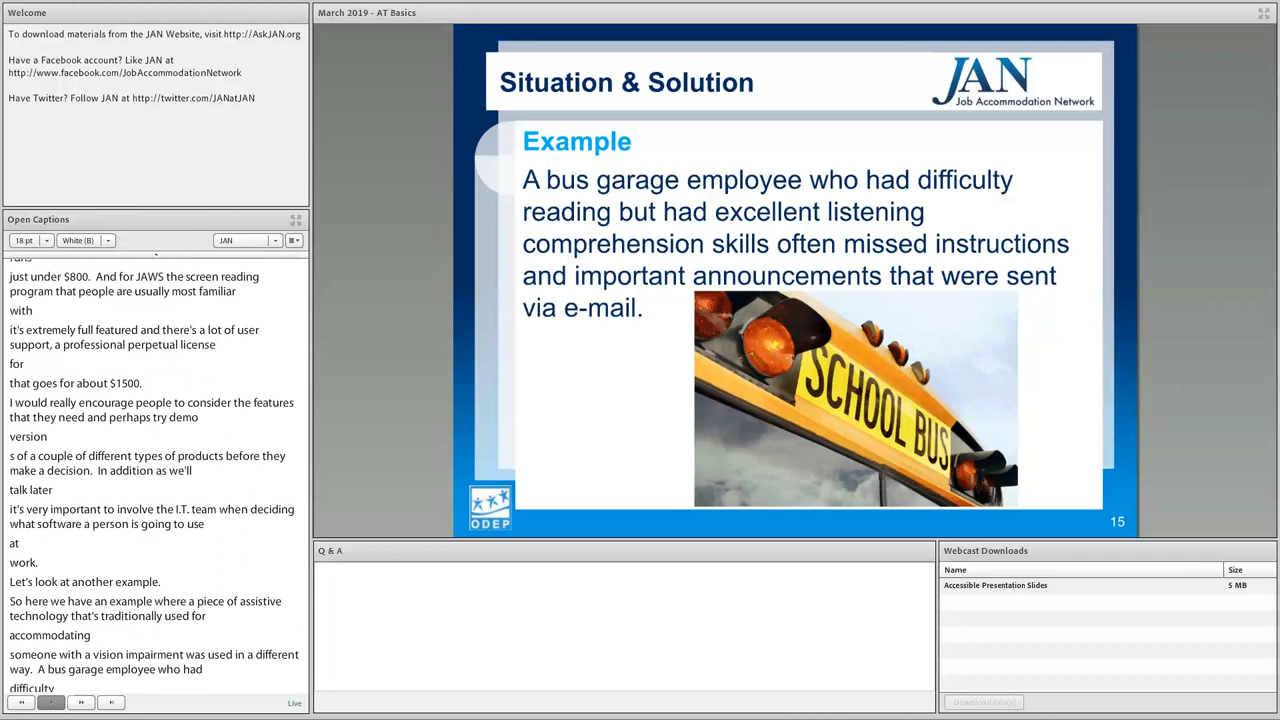 Welcome
To download materials from the JAN Website, visit http://AskJAN.org
Have a Facebook account? Like JAN at
http://www.facebook.com/JobAccommodationNetwork
Have Twitter? Follow JAN at http://twitter.com/JANatJAN
Open Captions
18 pt
White (B)
JAN
just under $800. And for JAWS the screen reading
program that people are usually most familiar
with
it's extremely full featured and there's a lot of user
support, a professional perpetual license
for
that goes for about $1500.
I would really encourage people to consider the features
that they need and perhaps try demo
version
s of a couple of different types of products before they
make a decision. In addition as we'll
talk later
it's very important to involve the I.T. team when deciding
what software a person is going to use
at
work.
Let's look at another example.
So here we have an example where a piece of assistive
technology that's traditionally used for
accommodating
someone with a vision impairment was used in a different
way. A bus garage employee who had
difficulty
Live
March 2019 - AT Basics
Situation & Solution
JAN
Job Accommodation Network
Example
A bus garage employee who had difficulty
reading but had excellent listening
comprehension skills often missed instructions
and important announcements that were sent
via e-mail.
SCHOOL BUS
ODEP
15
Q & A
Webcast Downloads
Name Size
Accessible Presentation Slides 5 MB
Download File(s)